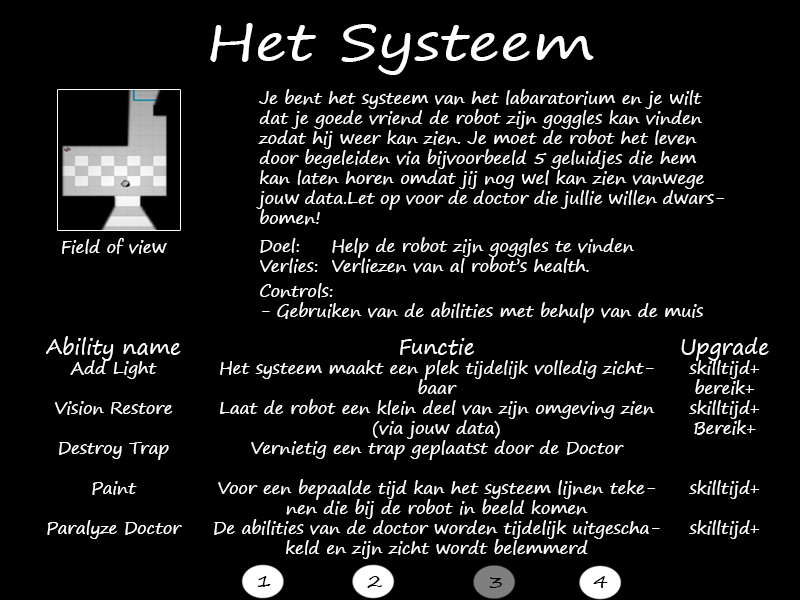 Het Systeem
Je bent het systeem van het labaratorium en je wilt
dat je goede vriend de robot zijn goggles kan vinden
zodat hij weer kan zien. Je moet de robot het leven
door begeleiden via bijvoorbeeld 5 geluidjes die hem
kan laten horen omdat jij nog wel kan zien vanwege
jouw data.Let op voor de doctor die jullie willen dwars-
bomen!
Field of view
Doel: Help de robot zijn goggles te vinden
Verlies: Verliezen van al robot's health.
Controls:
- Gebruiken van de abilities met behulp van de muis
Ability name Functie Upgrade
Add Light Het systeem maakt een plek tijdelijk volledig zicht- skilltijd+
baar bereik+
Vision Restore Laat de robot een klein deel van zijn omgeving zien skilltijd+
(via jouw data) Bereik+
Destroy Trap Vernietig een trap geplaatst door de Doctor
Paint Voor een bepaalde tijd kan het systeem lijnen teke- skilltijd+
nen die bij de robot in beeld komen
Paralyze Doctor De abilities van de doctor worden tijdelijk uitgescha- skilltijd+
keld en zijn zicht wordt belemmerd
1 2 3 4